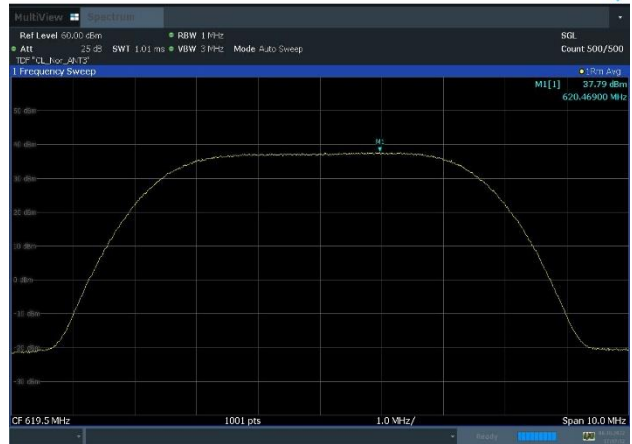 MultiView Spectrum
Ref Level 60.00 dBm RBW 1 MHz SGL
Att 25 dB SWT 1.01 ms VBW 3 MHz Mode Auto Sweep Count 500/500
TDF "CL_Nor_ANT3"
1 Frequency Sweep 1Rm Avg
M1[1] 37.79 dBm
620.46900 MHz
50 dBm
40 dBm
M1
30 dBm
20 dBm
10 dBm
0 dBm
-10 dBm
-20 dBm
-30 dBm
CF 619.5 MHz 1001 pts 1.0 MHz/ Span 10.0 MHz
Ready